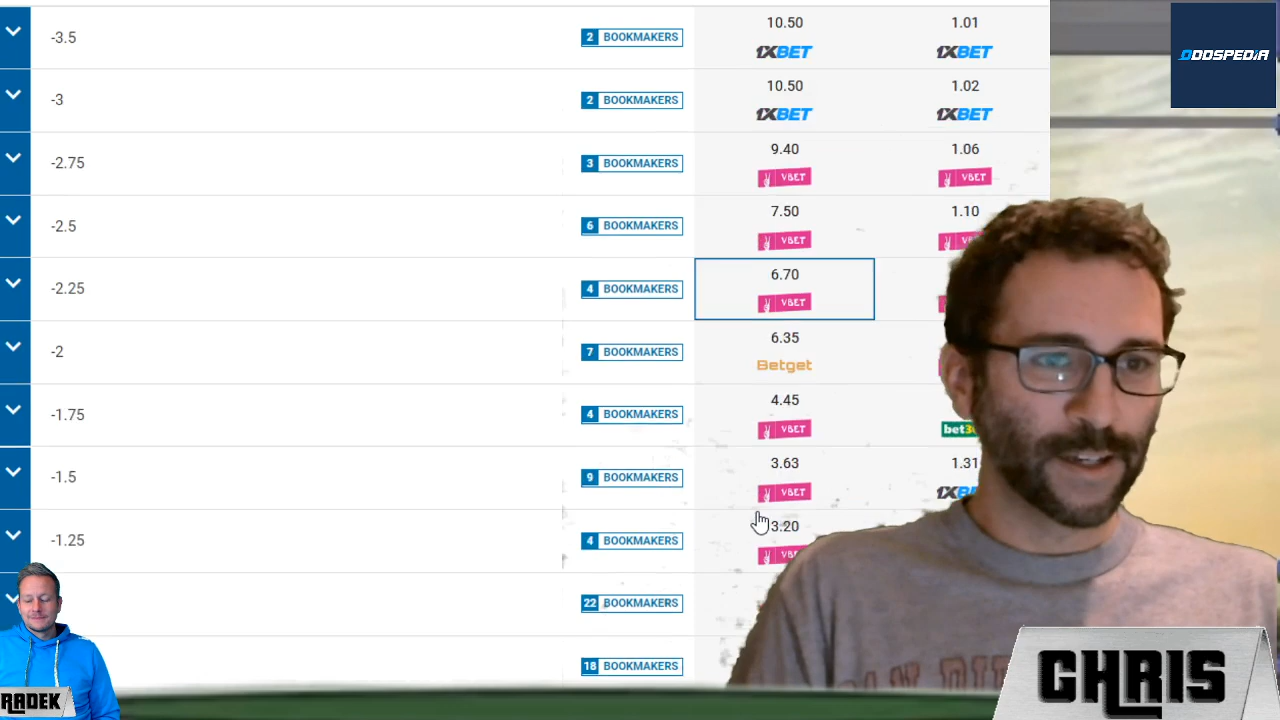 -3.5 2 BOOKMAKERS 10.50 1.01
1XBET 1XBET
ODDSPEDIA
-3 2 BOOKMAKERS 10.50 1.02
1XBET 1XBET
-2.75 3 BOOKMAKERS 9.40 1.06
VBET VBET
-2.5 6 BOOKMAKERS 7.50 1.10
VBET
-2.25 4 BOOKMAKERS 6.70
VBET
-2 7 BOOKMAKERS 6.35
Betget
-1.75 4 BOOKMAKERS 4.45
VBET bet3
-1.5 9 BOOKMAKERS 3.63 1.31
VBET
-1.25 4 BOOKMAKERS 3.20
22 BOOKMAKERS
18 BOOKMAKERS
RADEK
CHRIS